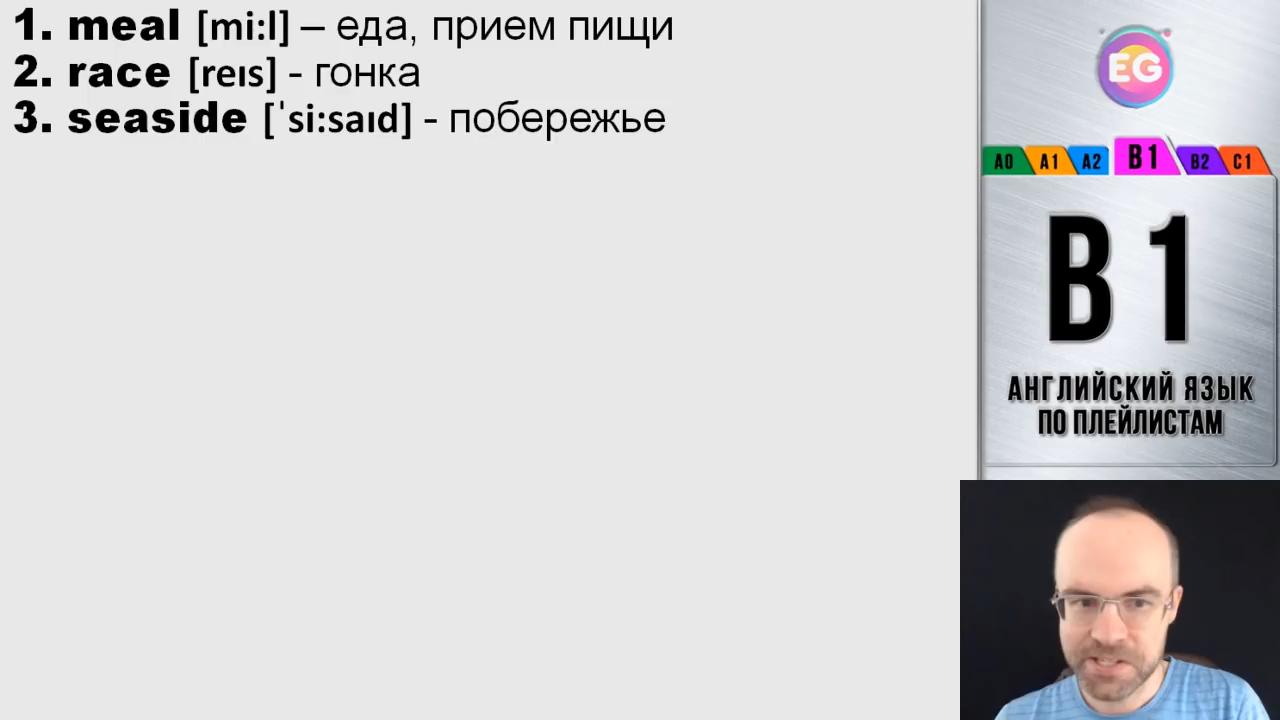 1. meal [mi:l] – еда, прием пищи
2. race [reɪs] - гонка
3. seaside [ˈsi:saɪd] - побережье
EG
A0 A1 A2 B1 B2 C1
B1
АНГЛИЙСКИЙ ЯЗЫК
ПО ПЛЕЙЛИСТАМ